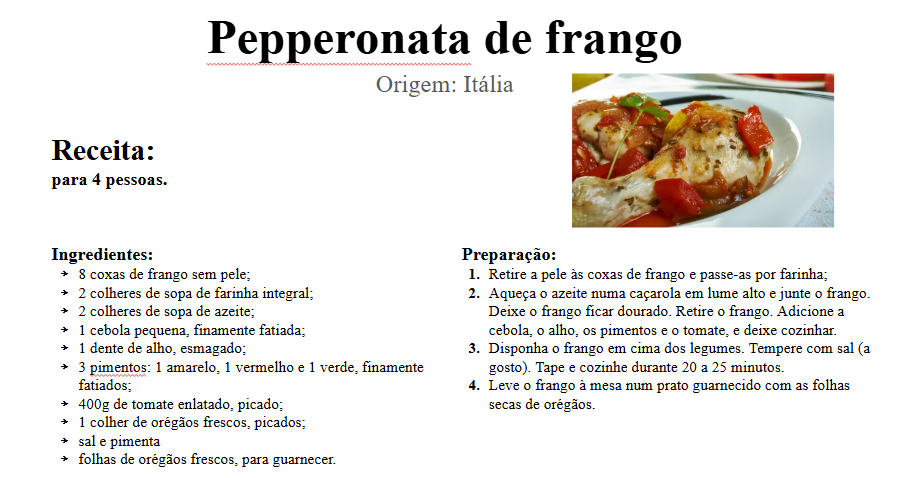 Pepperonata de frango
Origem: Itália
Receita:
para 4 pessoas.
Ingredientes:
➔ 8 coxas de frango sem pele;
➔ 2 colheres de sopa de farinha integral;
➔ 2 colheres de sopa de azeite;
➔ 1 cebola pequena, finamente fatiada;
➔ 1 dente de alho, esmagado;
➔ 3 pimentos: 1 amarelo, 1 vermelho e 1 verde, finamente
fatiados;
➔ 400g de tomate enlatado, picado;
➔ 1 colher de orégãos frescos, picados;
➔ sal e pimenta
➔ folhas de orégãos frescos, para guarnecer.
Preparação:
1. Retire a pele às coxas de frango e passe-as por farinha;
2. Aqueça o azeite numa caçarola em lume alto e junte o frango.
Deixe o frango ficar dourado. Retire o frango. Adicione a
cebola, o alho, os pimentos e o tomate, e deixe cozinhar.
3. Disponha o frango em cima dos legumes. Tempere com sal (a
gosto). Tape e cozinhe durante 20 a 25 minutos.
4. Leve o frango à mesa num prato guarnecido com as folhas
secas de orégãos.